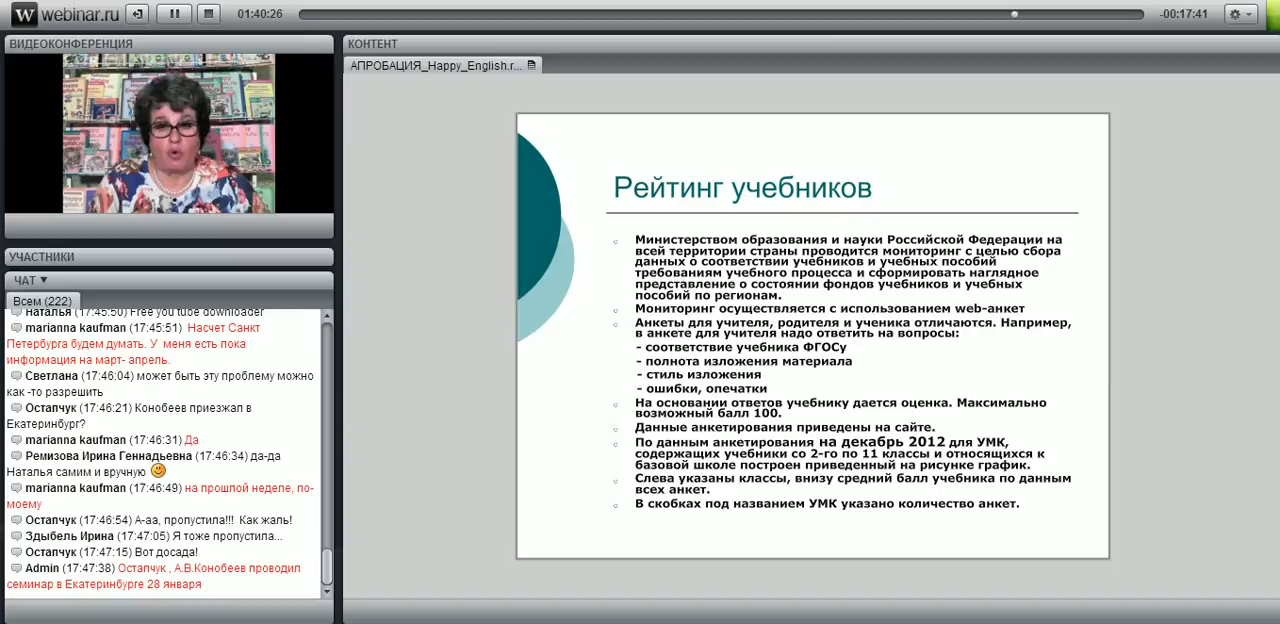 W webinar.ru
01:40:26
-00:17:41
ВИДЕОКОНФЕРЕНЦИЯ
УЧАСТНИКИ
ЧАТ ▼
Всем (222)
Наталья (17:45:50) Free you tube downloader
marianna kaufman (17:45:51) Насчет Санкт
Петербурга будем думать. У меня есть пока
информация на март- апрель.
Светлана (17:46:04) может быть эту проблему можно
как -то разрешить
Остапчук (17:46:21) Конобеев приезжал в
Екатеринбург?
marianna kaufman (17:46:31) Да
Ремизова Ирина Геннадьевна (17:46:34) да-да
Наталья самим и вручную
marianna kaufman (17:46:49) на прошлой неделе, по-
моему
Остапчук (17:46:54) А-аа, пропустила!!! Как жаль!
Здыбель Ирина (17:47:05) Я тоже пропустила...
Остапчук (17:47:15) Вот досада!
Admin (17:47:38) Остапчук , А.В.Конобеев проводил
семинар в Екатеринбурге 28 января
КОНТЕНТ
АПРОБАЦИЯ_Happy_English.r...
Рейтинг учебников
Министерством образования и науки Российской Федерации на
всей территории страны проводится мониторинг с целью сбора
данных о соответствии учебников и учебных пособий
требованиям учебного процесса и сформировать наглядное
представление о состоянии фондов учебников и учебных
пособий по регионам.
Мониторинг осуществляется с использованием web-анкет
Анкеты для учителя, родителя и ученика отличаются. Например,
в анкете для учителя надо ответить на вопросы:
- соответствие учебника ФГОСу
- полнота изложения материала
- стиль изложения
- ошибки, опечатки
На основании ответов учебнику дается оценка. Максимально
возможный балл 100.
Данные анкетирования приведены на сайте.
По данным анкетирования на декабрь 2012 для УМК,
содержащих учебники со 2-го по 11 классы и относящихся к
базовой школе построен приведенный на рисунке график.
Слева указаны классы, внизу средний балл учебника по данным
всех анкет.
В скобках под названием УМК указано количество анкет.